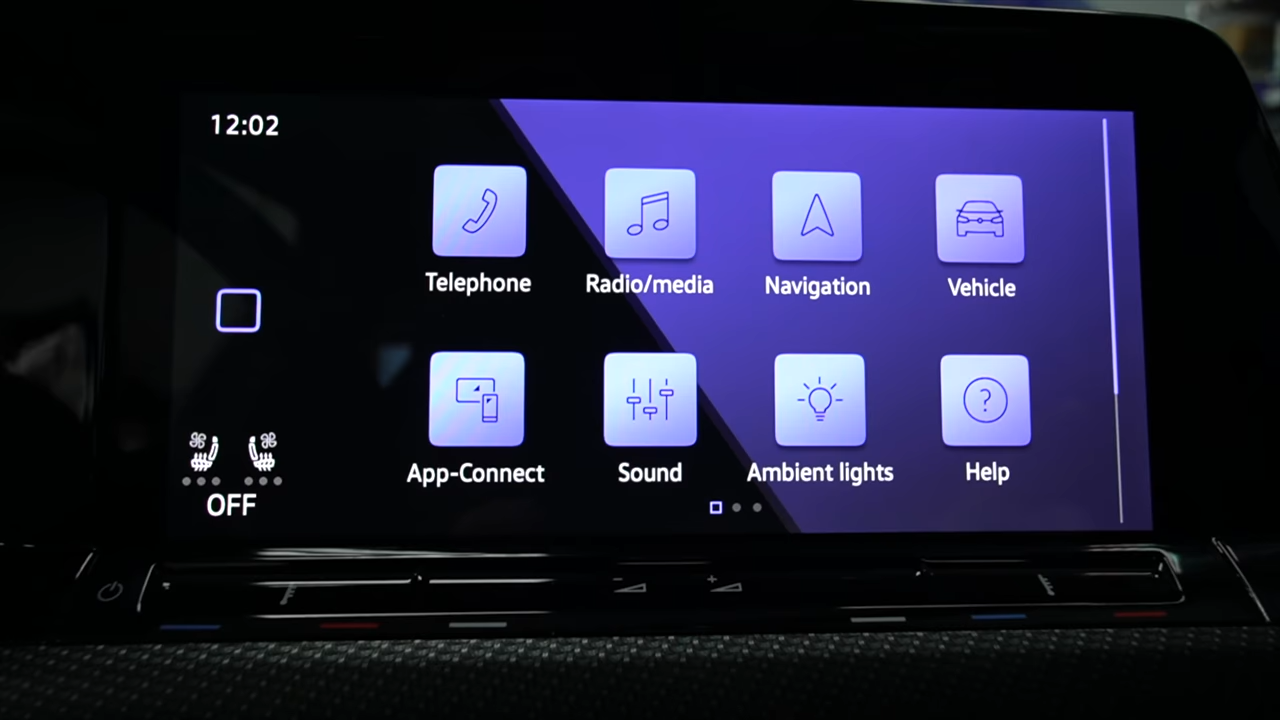 12:02
Telephone
Radio/media
Navigation
Vehicle
App-Connect
Sound
Ambient lights
Help
OFF